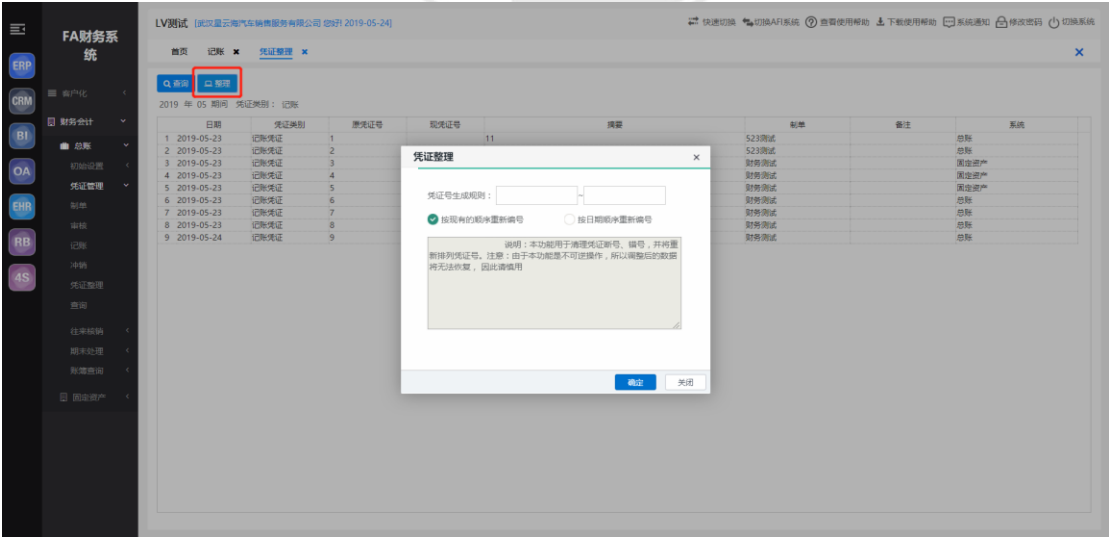 LV测试 [武汉星云海汽车销售服务有限公司 您好! 2019-05-24]
快速切换 切换AFI系统 查看使用帮助 下载使用帮助 系统通知 修改密码 切换系统
FA财务系统
ERP
CRM
BI
OA
EHR
RB
4S
客户化
财务会计
总账
初始设置
凭证管理
制单
审核
记账
冲销
凭证整理
查询
往来核销
期末处理
账簿查询
固定资产
首页 记账 × 凭证整理 ×
×
查询 整理
2019 年 05 期间 凭证类别: 记账
日期 凭证类别 原凭证号 现凭证号 摘要 制单 备注 系统
1 2019-05-23 记账凭证 1 11 523测试 总账
2 2019-05-23 记账凭证 2 523测试 总账
3 2019-05-23 记账凭证 3 财务测试 固定资产
4 2019-05-23 记账凭证 4 财务测试 固定资产
5 2019-05-23 记账凭证 5 财务测试 固定资产
6 2019-05-23 记账凭证 6 财务测试 总账
7 2019-05-23 记账凭证 7 财务测试 总账
8 2019-05-23 记账凭证 8 财务测试 总账
9 2019-05-24 记账凭证 9 财务测试 总账
凭证整理 ×
凭证号生成规则: -
按现有的顺序重新编号 按日期顺序重新编号
说明:本功能用于清理凭证断号、错号,并将重
新排列凭证号。注意:由于本功能是不可逆操作,所以调整后的数据
将无法恢复, 因此请慎用
确定 关闭